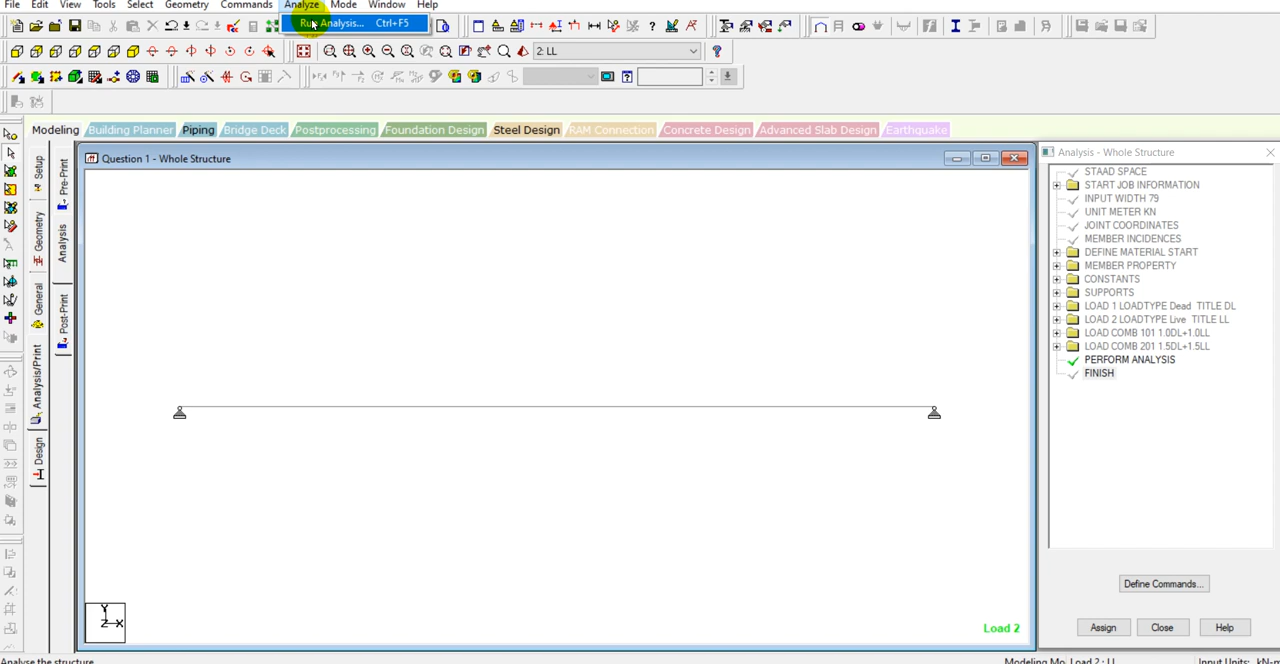 File Edit View Tools Select Geometry Commands Analyze Mode Window Help
Run Analysis... Ctrl+F5
2: LL
Modeling Building Planner Piping Bridge Deck Postprocessing Foundation Design Steel Design RAM Connection Concrete Design Advanced Slab Design Earthquake
Setup
Geometry
General
Analysis/Print
Design
Pre-Print
Analysis
Post-Print
Question 1 - Whole Structure
Y
Z X
Load 2
Analysis - Whole Structure
STAAD SPACE
START JOB INFORMATION
INPUT WIDTH 79
UNIT METER KN
JOINT COORDINATES
MEMBER INCIDENCES
DEFINE MATERIAL START
MEMBER PROPERTY
CONSTANTS
SUPPORTS
LOAD 1 LOADTYPE Dead TITLE DL
LOAD 2 LOADTYPE Live TITLE LL
LOAD COMB 101 1.0DL+1.0LL
LOAD COMB 201 1.5DL+1.5LL
PERFORM ANALYSIS
FINISH
Define Commands...
Assign Close Help
Analyse the structure
Modeling Mo Load 2 : LL Input Units: kN-m